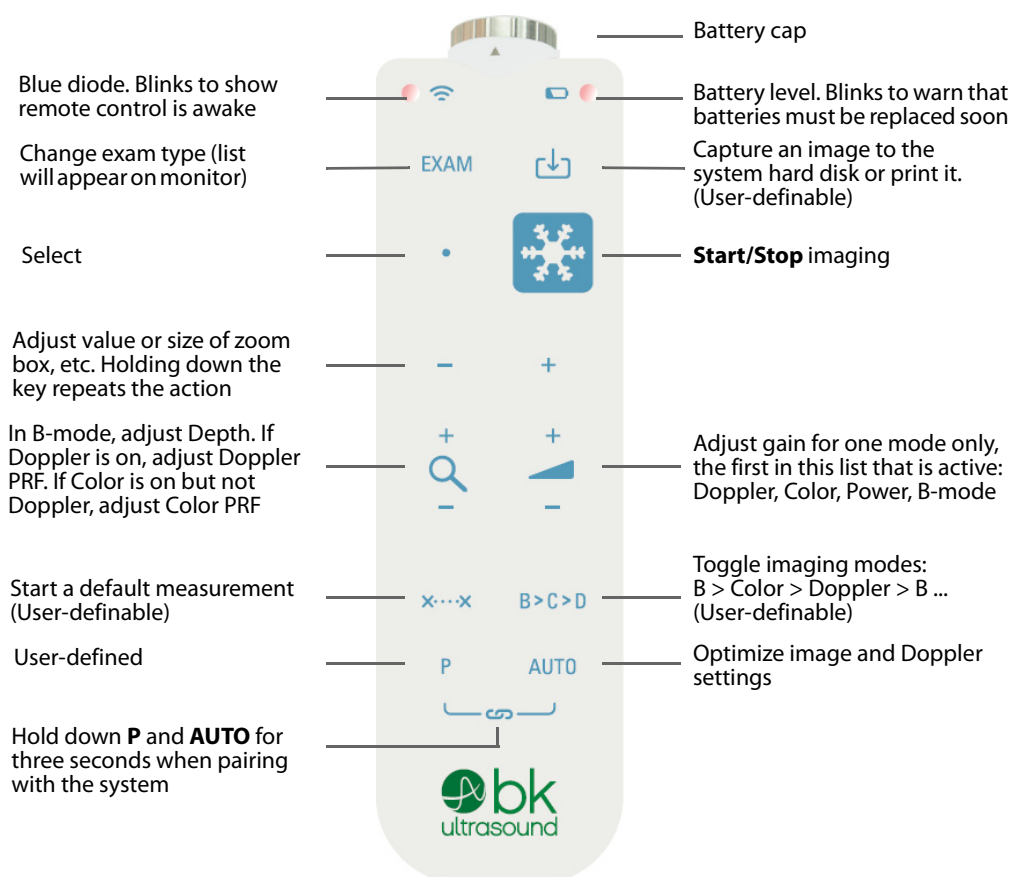 Battery cap
Blue diode. Blinks to show
remote control is awake
Battery level. Blinks to warn that
batteries must be replaced soon
Change exam type (list
will appear on monitor)
EXAM
Capture an image to the
system hard disk or print it.
(User-definable)
Select
Start/Stop imaging
Adjust value or size of zoom
box, etc. Holding down the
key repeats the action
− +
+ +
In B-mode, adjust Depth. If
Doppler is on, adjust Doppler
PRF. If Color is on but not
Doppler, adjust Color PRF
Adjust gain for one mode only,
the first in this list that is active:
Doppler, Color, Power, B-mode
− −
Start a default measurement
(User-definable)
x····x
B>C>D
Toggle imaging modes:
B > Color > Doppler > B ...
(User-definable)
User-defined
P
AUTO
Optimize image and Doppler
settings
Hold down P and AUTO for
three seconds when pairing
with the system
bk
ultrasound